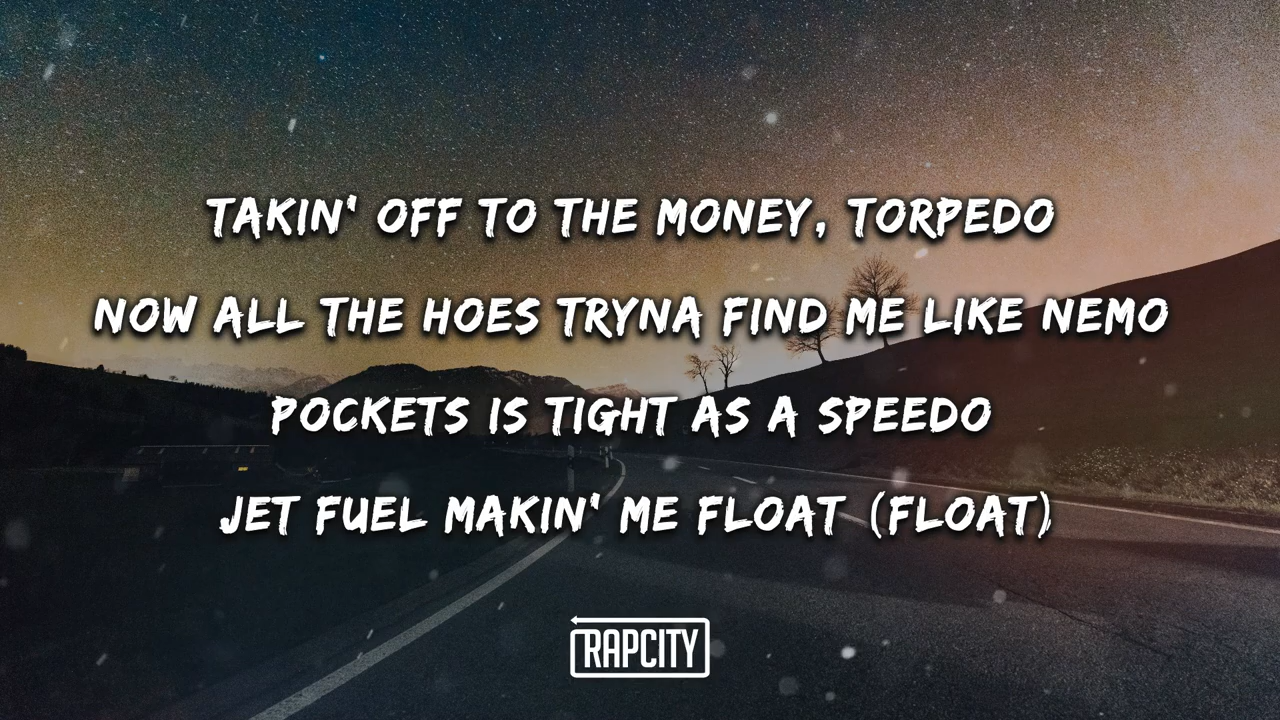 TAKIN' OFF TO THE MONEY, TORPEDO
NOW ALL THE HOES TRYNA FIND ME LIKE NEMO
POCKETS IS TIGHT AS A SPEEDO
JET FUEL MAKIN' ME FLOAT (FLOAT)
RAPCITY